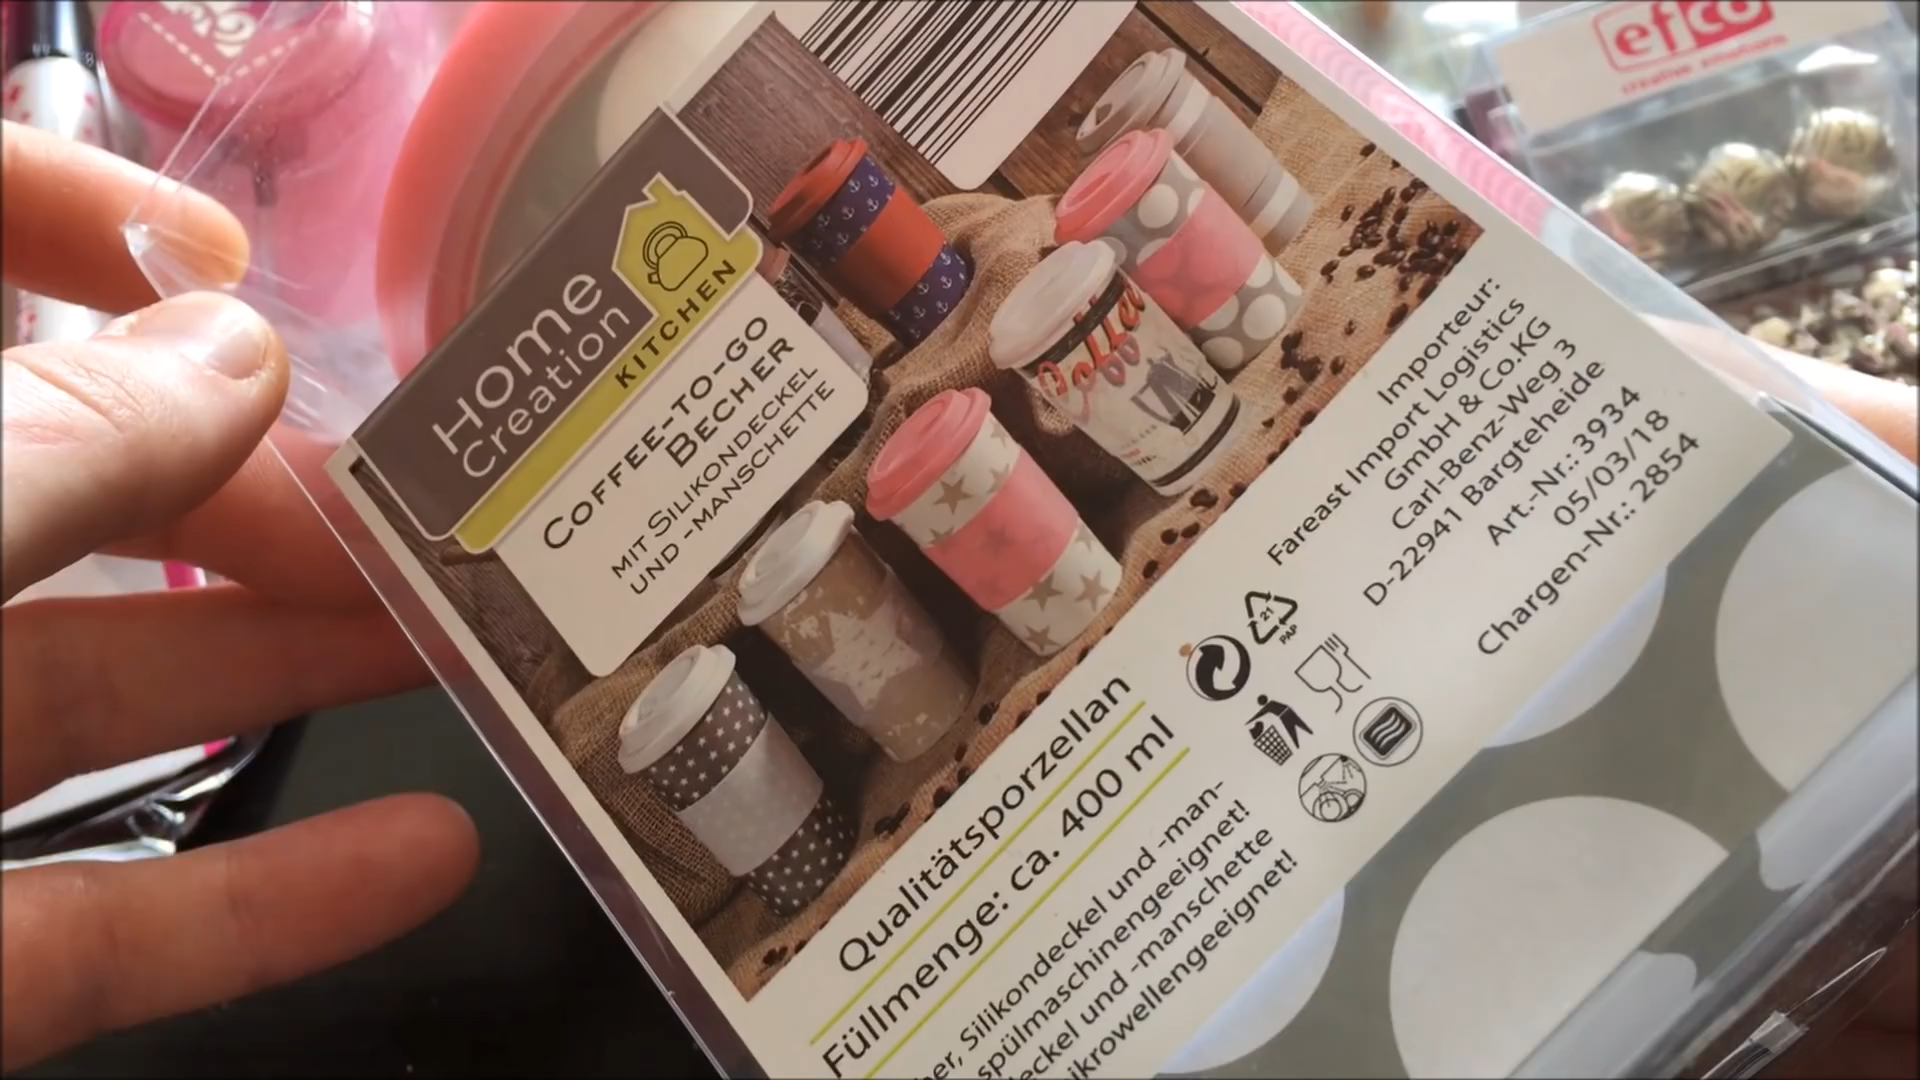 efco
creative emotions
Home
Creation
KITCHEN
COFFEE-TO-GO
BECHER
MIT SILIKONDECKEL
UND -MANSCHETTE
Coffee
Importeur:
Fareast Import Logistics
GmbH & Co.KG
Carl-Benz-Weg 3
D-22941 Bargteheide
Art.-Nr.: 3934
05/03/18
Chargen-Nr.: 2854
21
PAP
Qualitätsporzellan
Füllmenge: ca. 400 ml
Silikondeckel und -man-
spülmaschinengeeignet!
und -manschette